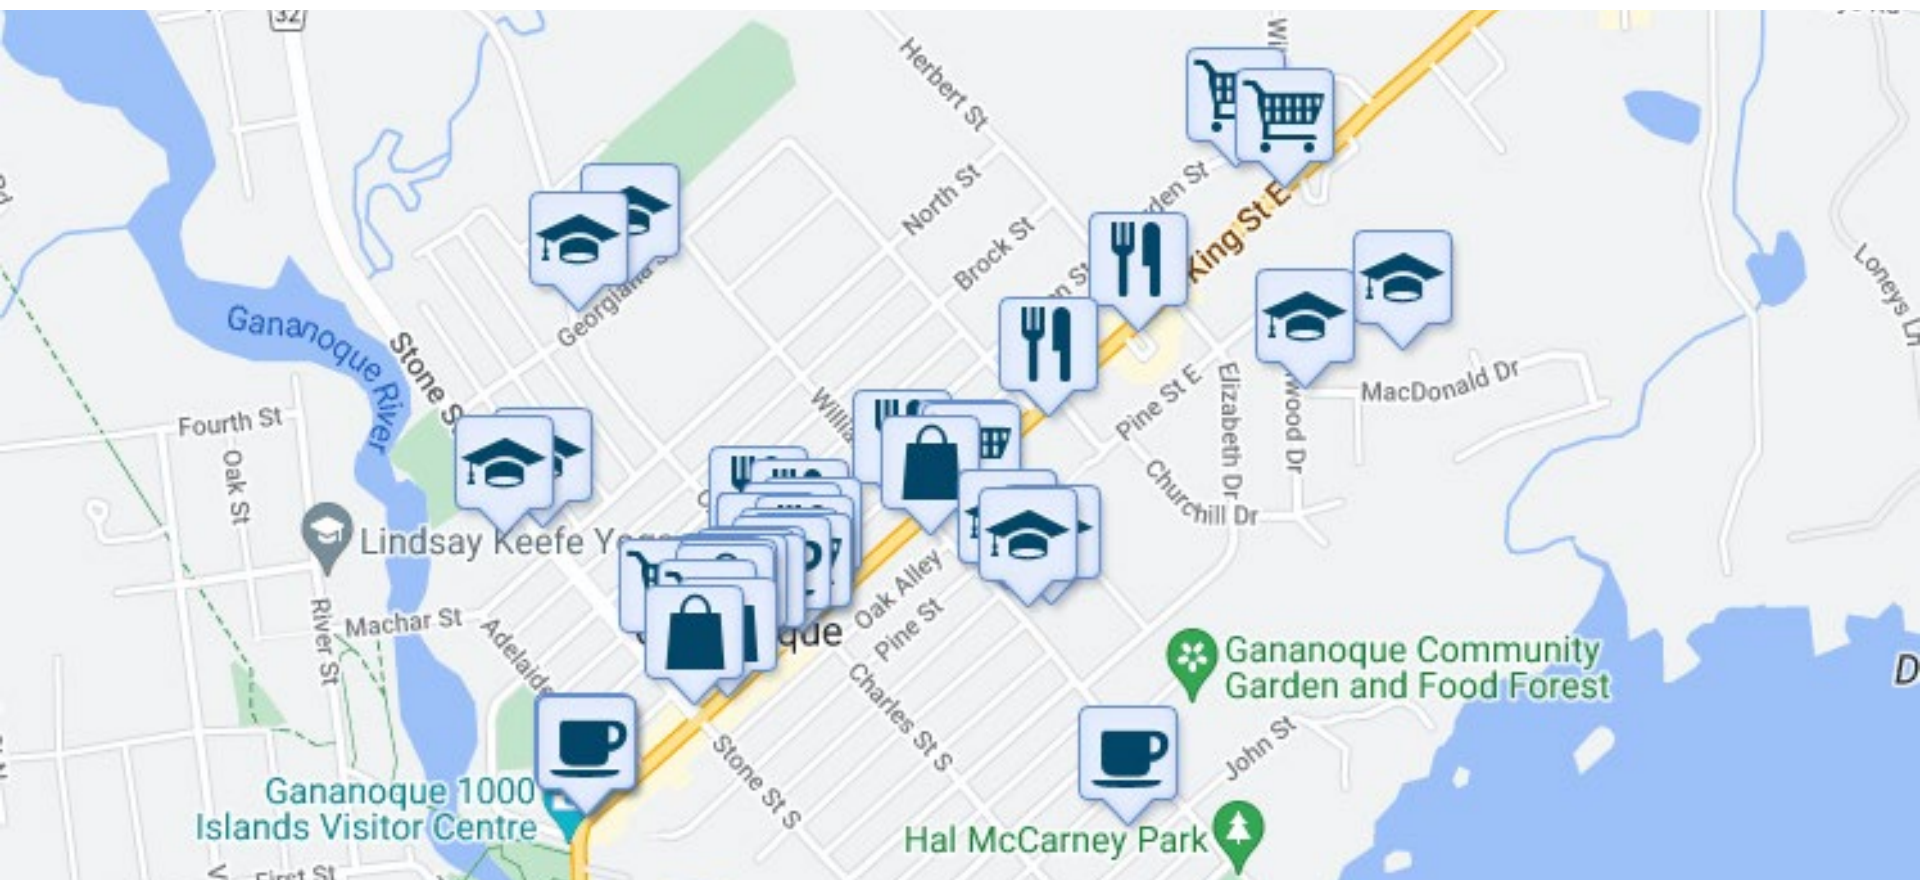 32
Herbert St
North St
Brock St
King St E
Stone S
Gananoque River
Fourth St
Oak St
Lindsay Keefe
River St
Machar St
Adelaide
Oak Alley
Pine St
Pine St E
Elizabeth Dr
MacDonald Dr
Churchill Dr
Loneys Ln
Charles St S
Stone St S
Gananoque Community
Garden and Food Forest
John St
Gananoque 1000
Islands Visitor Centre
Hal McCarney Park
First St
D